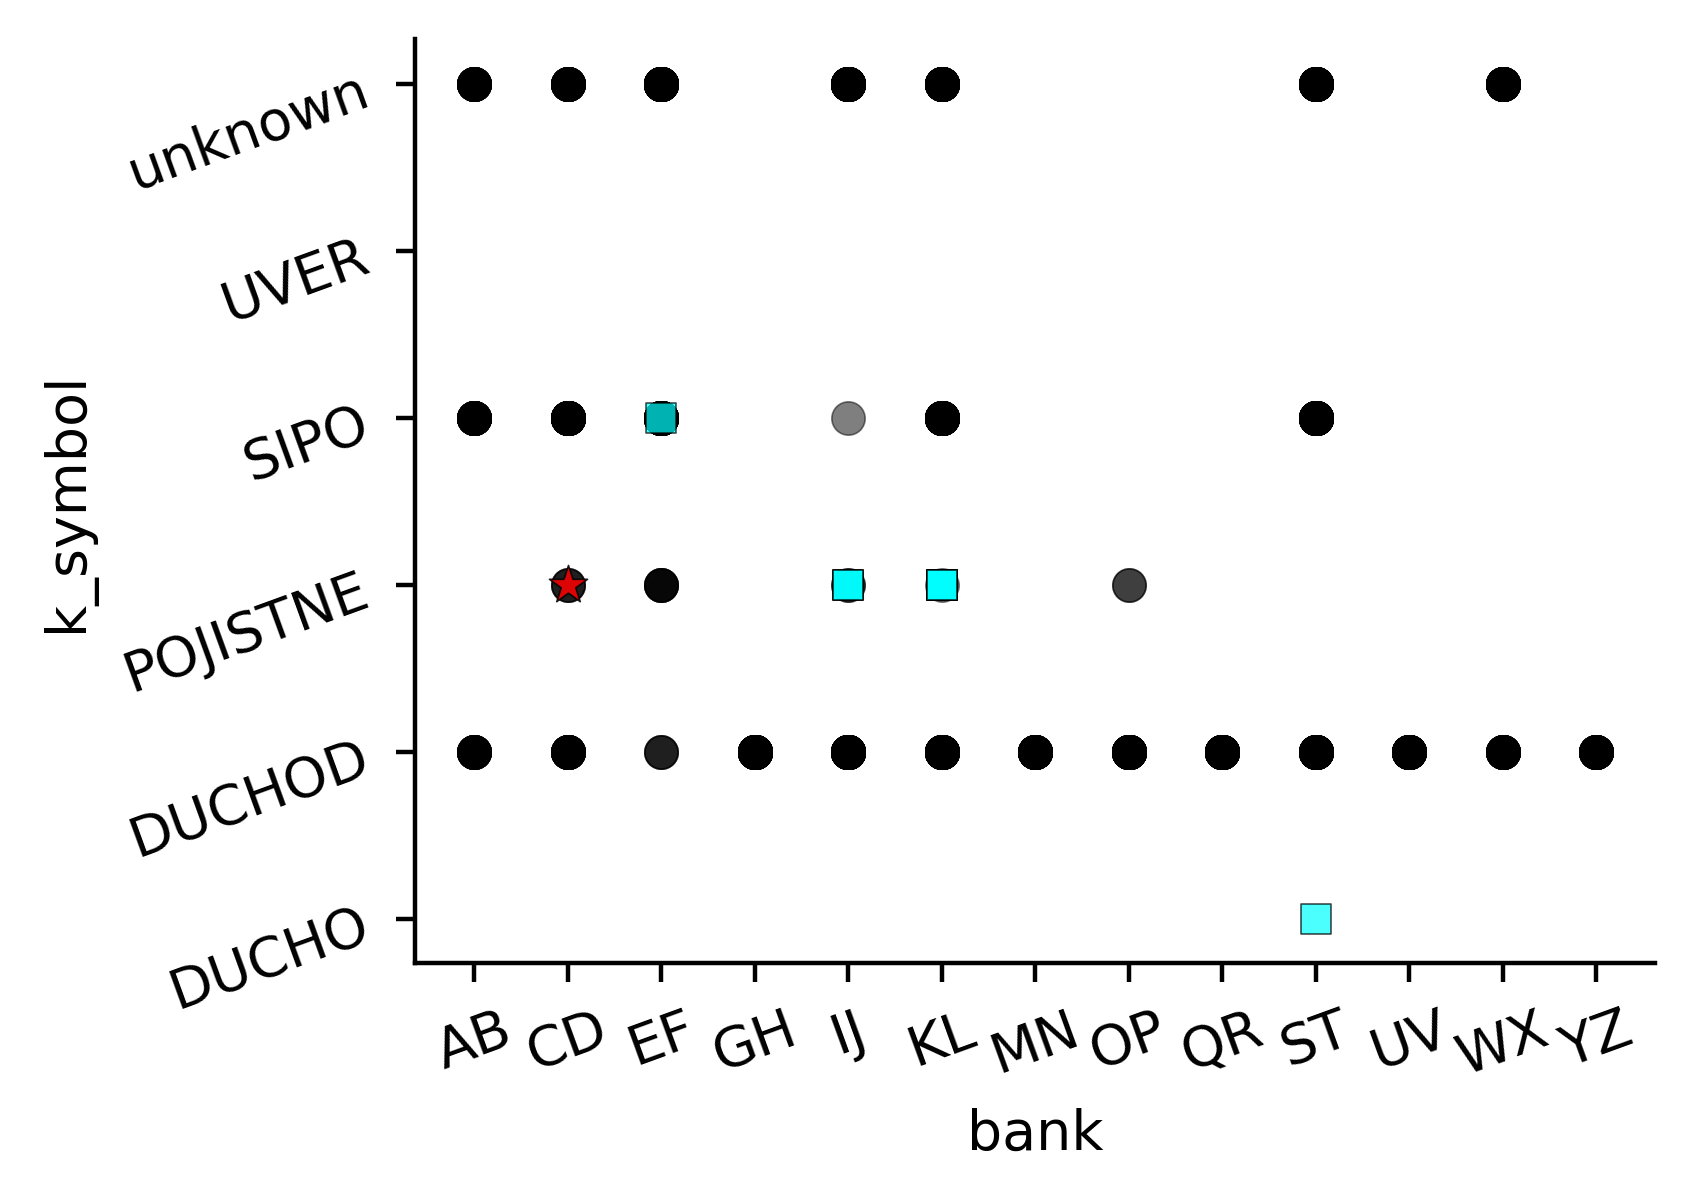 unknown
UVER
SIPO
POJISTNE
DUCHOD
DUCHO
k_symbol
AB CD EF GH IJ KL MN OP QR ST UV WX YZ
bank